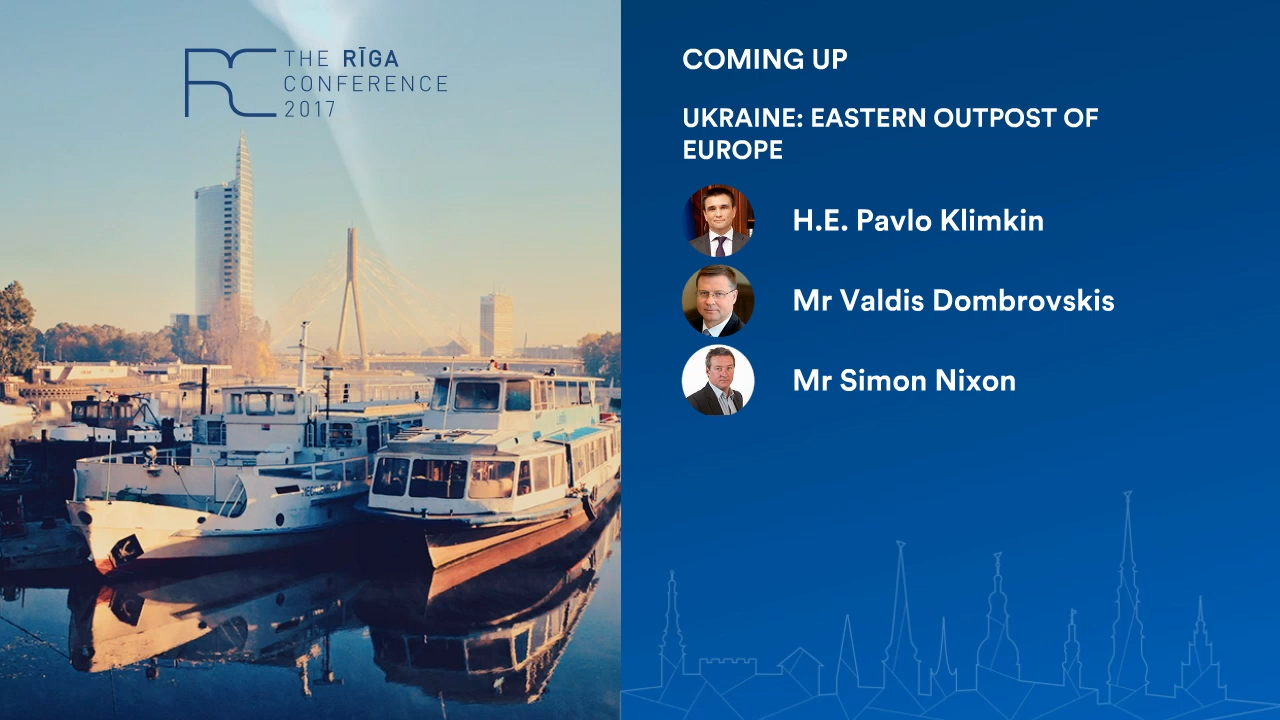 THE RĪGA
CONFERENCE
2017
COMING UP
UKRAINE: EASTERN OUTPOST OF
EUROPE
H.E. Pavlo Klimkin
Mr Valdis Dombrovskis
Mr Simon Nixon